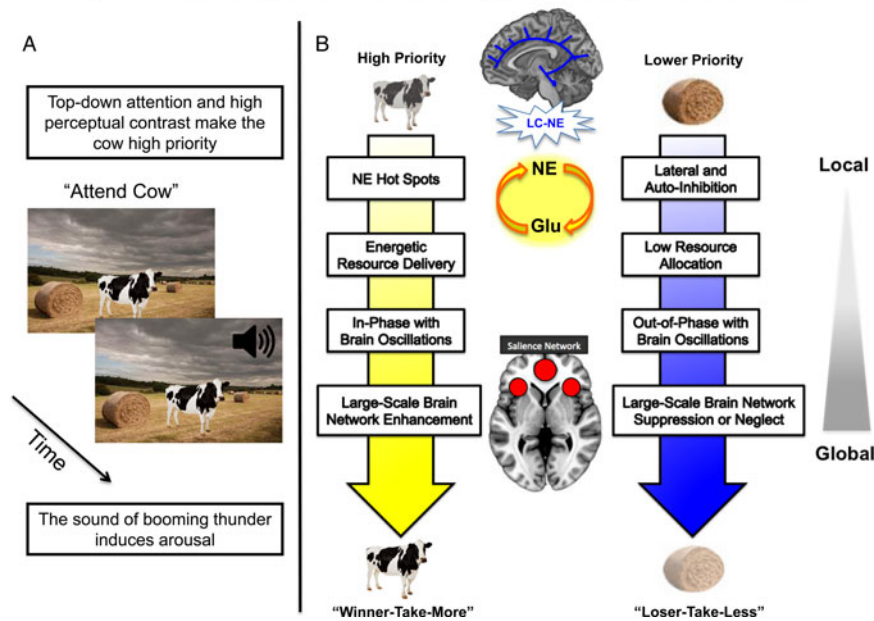 A
Top-down attention and high
perceptual contrast make the
cow high priority
“Attend Cow”
Time
The sound of booming thunder
induces arousal
B
High Priority
LC-NE
Lower Priority
NE Hot Spots
NE
Glu
Lateral and
Auto-Inhibition
Energetic
Resource Delivery
Low Resource
Allocation
In-Phase with
Brain Oscillations
Out-of-Phase with
Brain Oscillations
Salience Network
Large-Scale Brain
Network Enhancement
Large-Scale Brain Network
Suppression or Neglect
Local
Global
“Winner-Take-More”
“Loser-Take-Less”